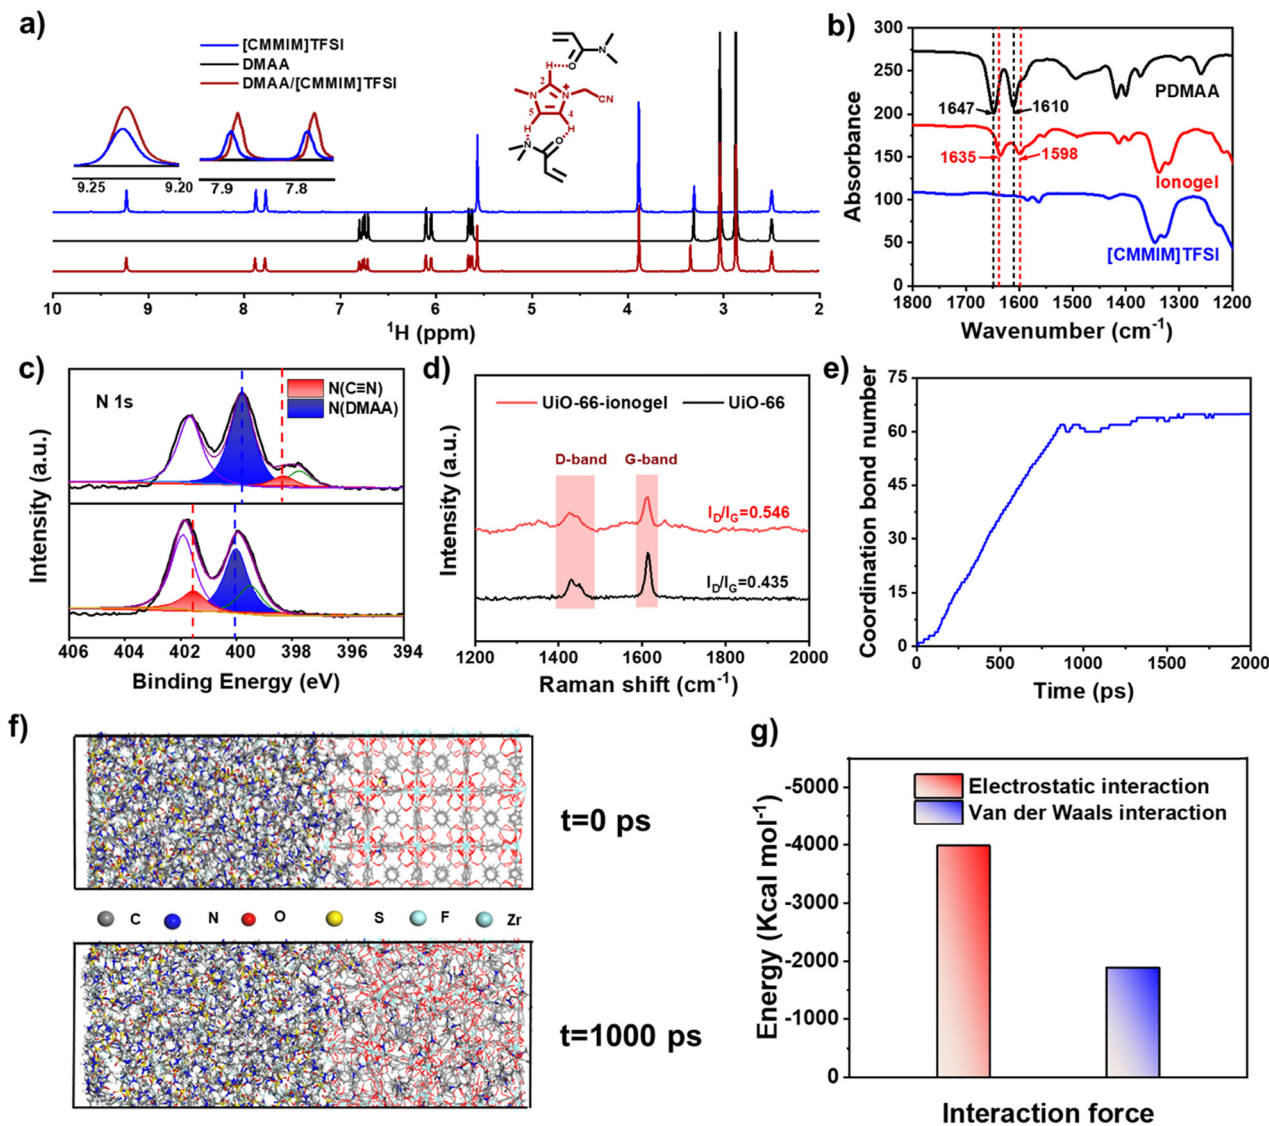 a)
[CMMIM]TFSI
DMAA
DMAA/[CMMIM]TFSI
9.25 9.20
7.9 7.8
N
O
H
2
N
N
+
CN
5
4
H
H
N
O
10 9 8 7 6 5 4 3 2
¹H (ppm)
b)
Absorbance
300
250
200
150
100
50
0
PDMAA
1647
1610
1635
1598
Ionogel
[CMMIM]TFSI
1800 1700 1600 1500 1400 1300 1200
Wavenumber (cm⁻¹)
c)
N 1s
N(C≡N)
N(DMAA)
Intensity (a.u.)
406 404 402 400 398 396 394
Binding Energy (eV)
d)
UiO-66-ionogel
UiO-66
D-band
G-band
I_D/I_G=0.546
I_D/I_G=0.435
Intensity (a.u.)
1200 1400 1600 1800 2000
Raman shift (cm⁻¹)
e)
Coordination bond number
75
60
45
30
15
0
0 500 1000 1500 2000
Time (ps)
f)
t=0 ps
C N O S F Zr
t=1000 ps
g)
Electrostatic interaction
Van der Waals interaction
Energy (Kcal mol⁻¹)
-5000
-4000
-3000
-2000
-1000
0
Interaction force